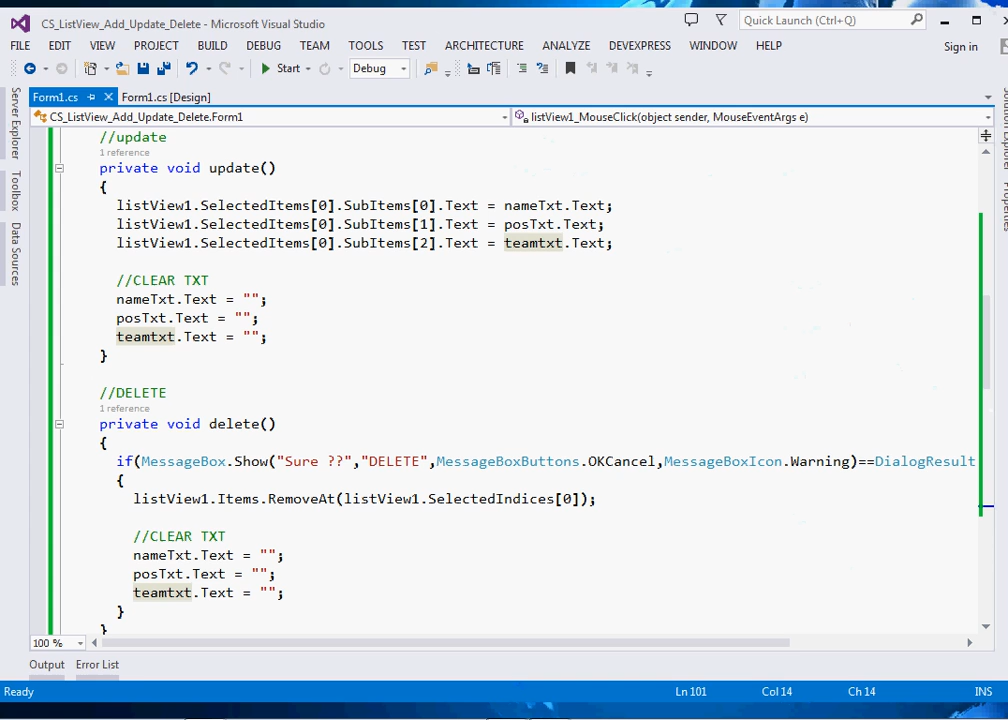 CS_ListView_Add_Update_Delete - Microsoft Visual Studio
Quick Launch (Ctrl+Q)
FILE EDIT VIEW PROJECT BUILD DEBUG TEAM TOOLS TEST ARCHITECTURE ANALYZE DEVEXPRESS WINDOW HELP Sign in
Start Debug
Form1.cs Form1.cs [Design]
CS_ListView_Add_Update_Delete.Form1 listView1_MouseClick(object sender, MouseEventArgs e)
Server Explorer
Toolbox
Data Sources
//update
1 reference
private void update()
{
listView1.SelectedItems[0].SubItems[0].Text = nameTxt.Text;
listView1.SelectedItems[0].SubItems[1].Text = posTxt.Text;
listView1.SelectedItems[0].SubItems[2].Text = teamtxt.Text;
//CLEAR TXT
nameTxt.Text = "";
posTxt.Text = "";
teamtxt.Text = "";
}
//DELETE
1 reference
private void delete()
{
if(MessageBox.Show("Sure ??","DELETE",MessageBoxButtons.OKCancel,MessageBoxIcon.Warning)==DialogResult
{
listView1.Items.RemoveAt(listView1.SelectedIndices[0]);
//CLEAR TXT
nameTxt.Text = "";
posTxt.Text = "";
teamtxt.Text = "";
}
}
100 %
Output Error List
Ready Ln 101 Col 14 Ch 14 INS